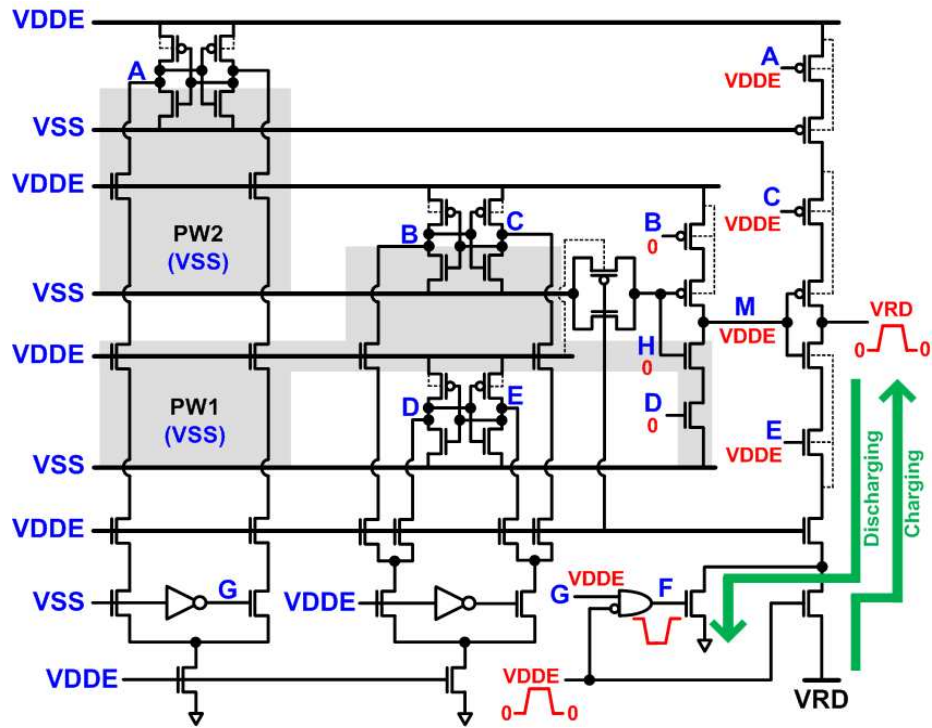 VDDE
A
A
VDDE
VSS
VDDE
B
C
B
0
C
VDDE
PW2
(VSS)
VSS
M
VDDE
VRD
0 0
VDDE
H
0
D
E
D
0
E
VDDE
PW1
(VSS)
VSS
Discharging
Charging
VDDE
VSS
G
VDDE
G
VDDE
F
VDDE
VDDE
0 0
VRD